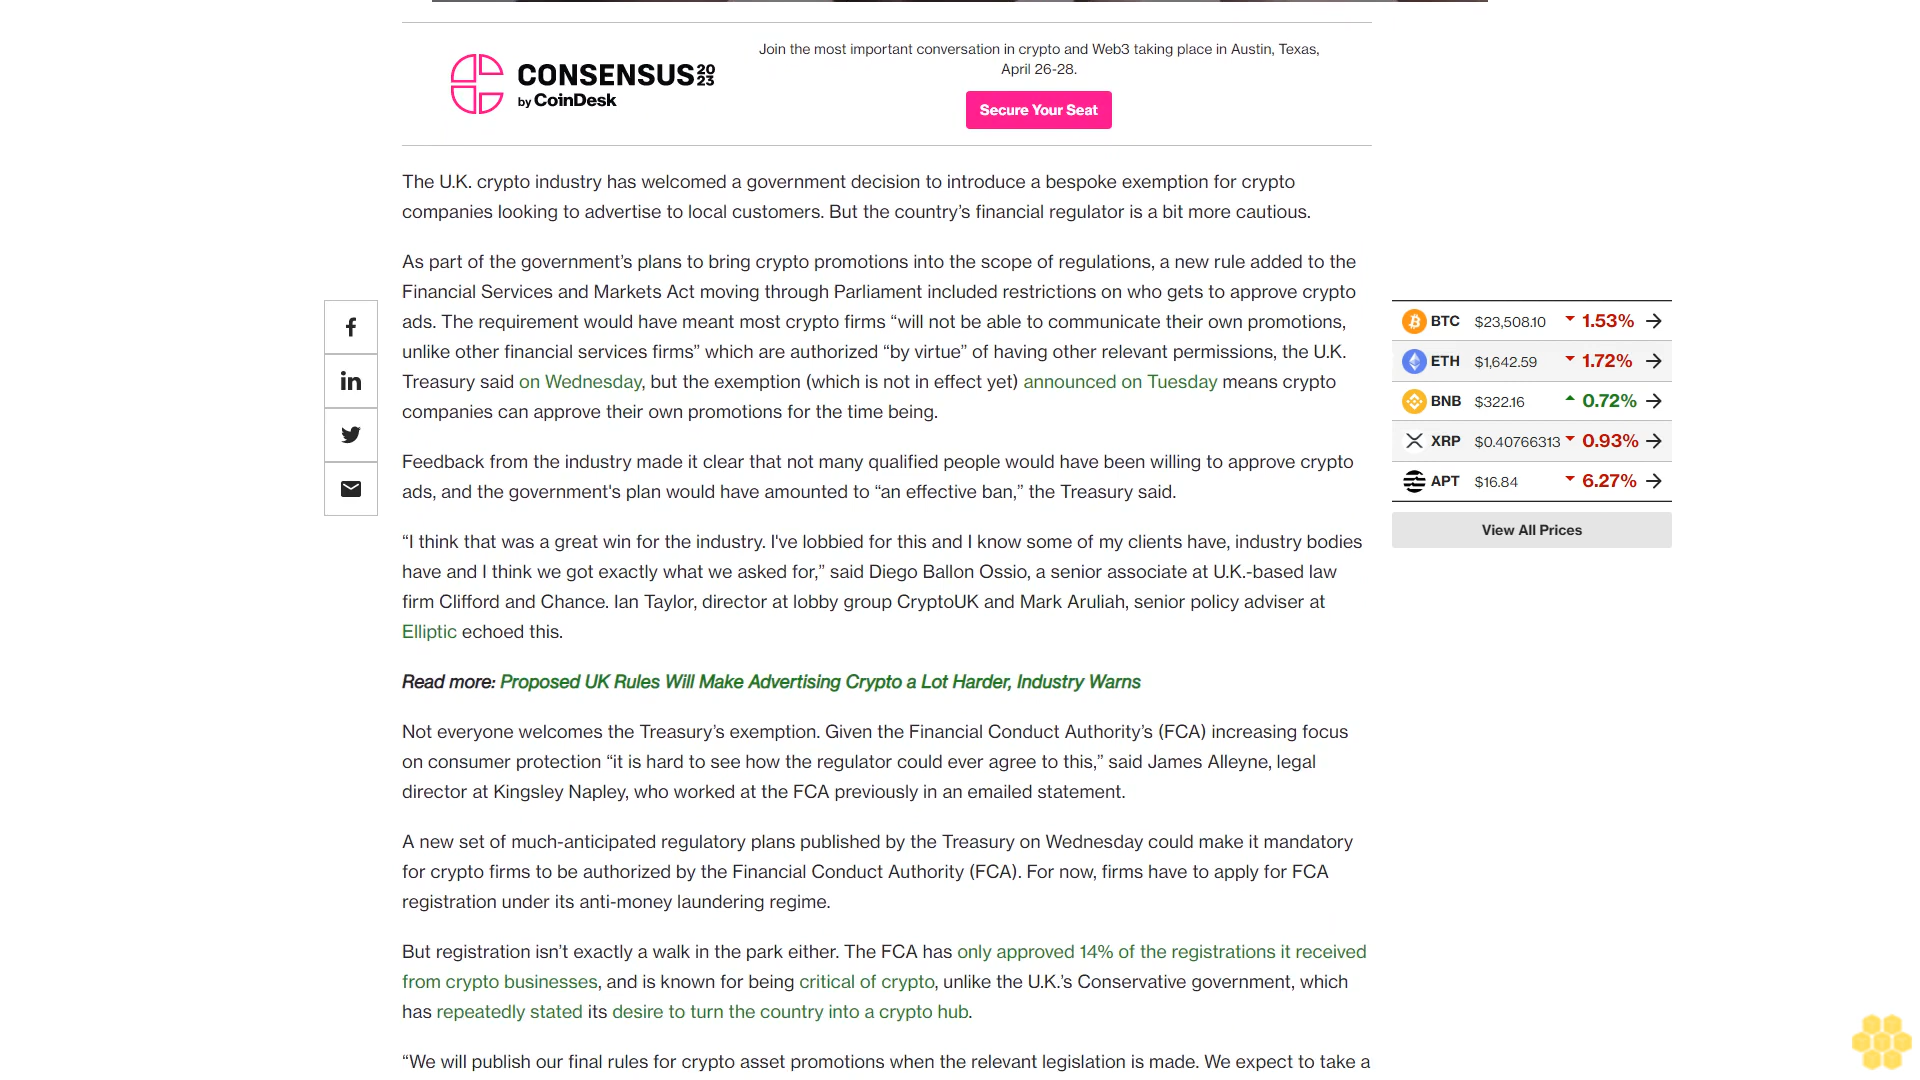 CONSENSUS 2023
by CoinDesk
Join the most important conversation in crypto and Web3 taking place in Austin, Texas,
April 26-28.
Secure Your Seat
The U.K. crypto industry has welcomed a government decision to introduce a bespoke exemption for crypto
companies looking to advertise to local customers. But the country’s financial regulator is a bit more cautious.
As part of the government’s plans to bring crypto promotions into the scope of regulations, a new rule added to the
Financial Services and Markets Act moving through Parliament included restrictions on who gets to approve crypto
ads. The requirement would have meant most crypto firms “will not be able to communicate their own promotions,
unlike other financial services firms” which are authorized “by virtue” of having other relevant permissions, the U.K.
Treasury said on Wednesday, but the exemption (which is not in effect yet) announced on Tuesday means crypto
companies can approve their own promotions for the time being.
Feedback from the industry made it clear that not many qualified people would have been willing to approve crypto
ads, and the government's plan would have amounted to “an effective ban,” the Treasury said.
“I think that was a great win for the industry. I've lobbied for this and I know some of my clients have, industry bodies
have and I think we got exactly what we asked for,” said Diego Ballon Ossio, a senior associate at U.K.-based law
firm Clifford and Chance. Ian Taylor, director at lobby group CryptoUK and Mark Aruliah, senior policy adviser at
Elliptic echoed this.
Read more: Proposed UK Rules Will Make Advertising Crypto a Lot Harder, Industry Warns
Not everyone welcomes the Treasury’s exemption. Given the Financial Conduct Authority’s (FCA) increasing focus
on consumer protection “it is hard to see how the regulator could ever agree to this,” said James Alleyne, legal
director at Kingsley Napley, who worked at the FCA previously in an emailed statement.
A new set of much-anticipated regulatory plans published by the Treasury on Wednesday could make it mandatory
for crypto firms to be authorized by the Financial Conduct Authority (FCA). For now, firms have to apply for FCA
registration under its anti-money laundering regime.
But registration isn’t exactly a walk in the park either. The FCA has only approved 14% of the registrations it received
from crypto businesses, and is known for being critical of crypto, unlike the U.K.’s Conservative government, which
has repeatedly stated its desire to turn the country into a crypto hub.
“We will publish our final rules for crypto asset promotions when the relevant legislation is made. We expect to take a
BTC $23,508.10 1.53%
ETH $1,642.59 1.72%
BNB $322.16 0.72%
XRP $0.40766313 0.93%
APT $16.84 6.27%
View All Prices